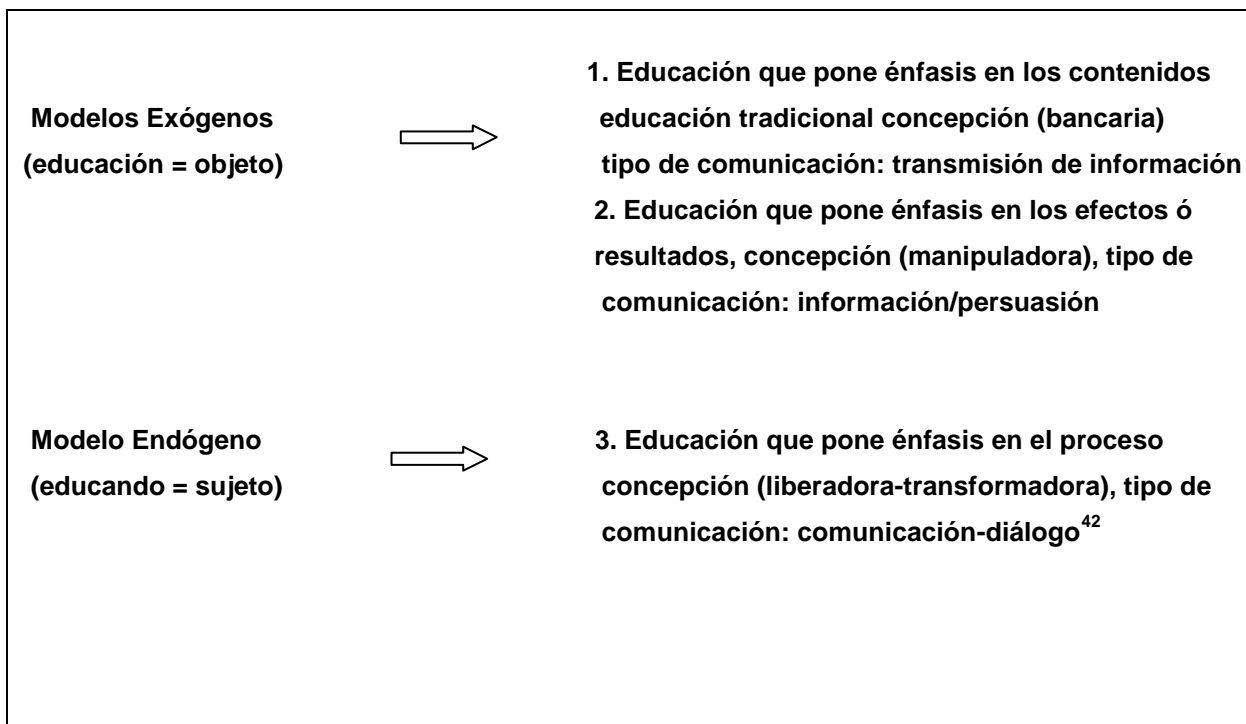 Modelos Exógenos
(educación = objeto)
1. Educación que pone énfasis en los contenidos
educación tradicional concepción (bancaria)
tipo de comunicación: transmisión de información
2. Educación que pone énfasis en los efectos ó
resultados, concepción (manipuladora), tipo de
comunicación: información/persuasión
Modelo Endógeno
(educando = sujeto)
3. Educación que pone énfasis en el proceso
concepción (liberadora-transformadora), tipo de
comunicación: comunicación-diálogo42